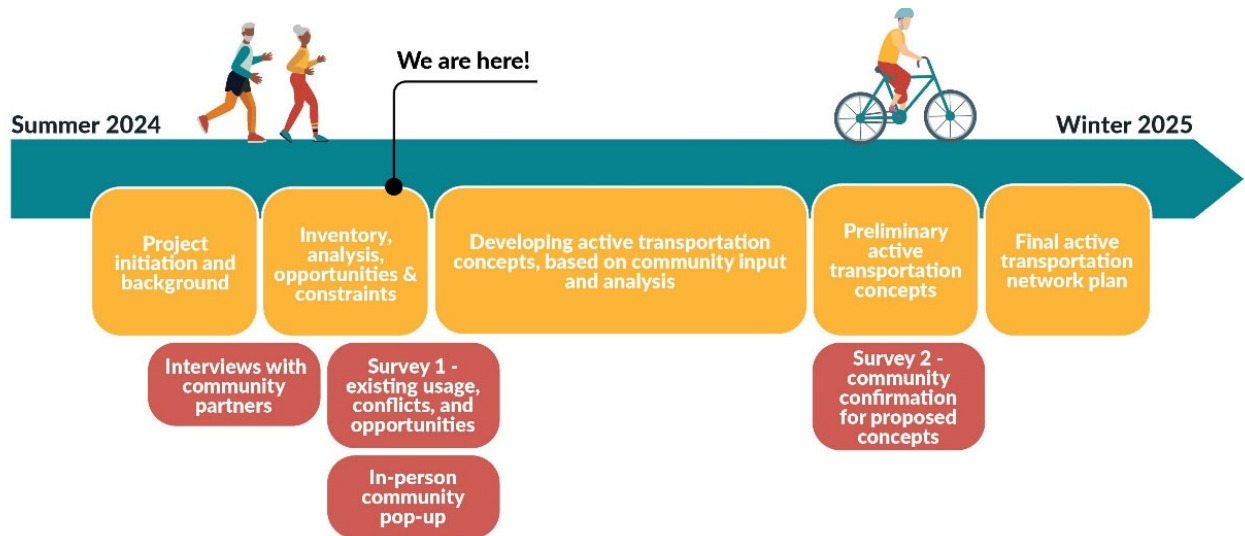 We are here!
Summer 2024
Winter 2025
Project
initiation and
background
Inventory,
analysis,
opportunities &
constraints
Developing active transportation
concepts, based on community input
and analysis
Preliminary
active
transportation
concepts
Final active
transportation
network plan
Interviews with
community
partners
Survey 1 -
existing usage,
conflicts, and
opportunities
In-person
community
pop-up
Survey 2 -
community
confirmation
for proposed
concepts